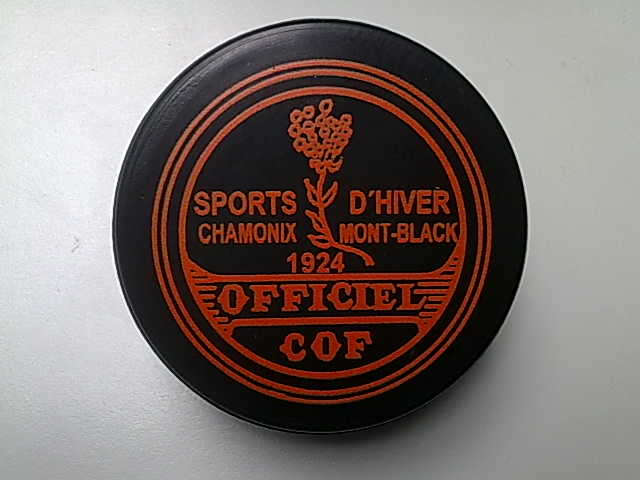 SPORTS D´HIVER
CHAMONIX MONT-BLACK
1924
OFFICIEL
COF